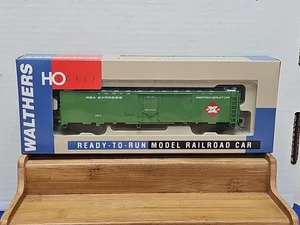 WALTHERS
HO
REA EXPRESS
READY-TO-RUN MODEL RAILROAD CAR